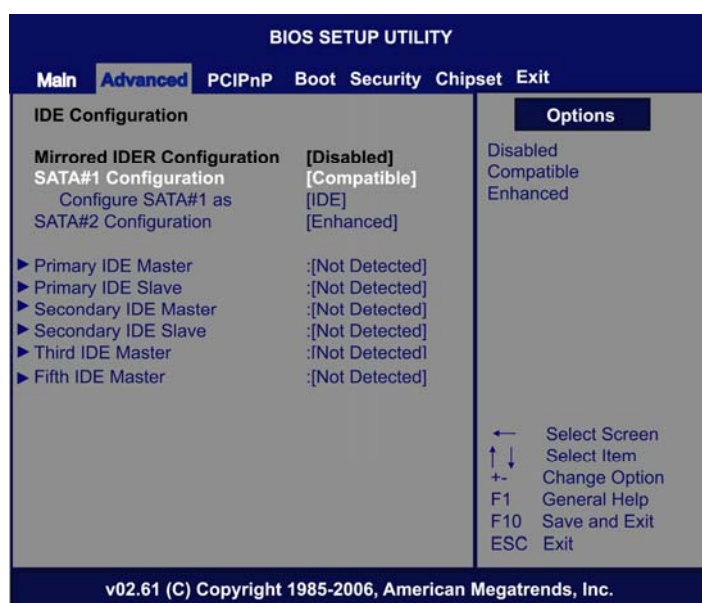 BIOS SETUP UTILITY
Main Advanced PCIPnP Boot Security Chipset Exit
IDE Configuration
Mirrored IDER Configuration [Disabled]
SATA#1 Configuration [Compatible]
Configure SATA#1 as [IDE]
SATA#2 Configuration [Enhanced]
Primary IDE Master :[Not Detected]
Primary IDE Slave :[Not Detected]
Secondary IDE Master :[Not Detected]
Secondary IDE Slave :[Not Detected]
Third IDE Master :[Not Detected]
Fifth IDE Master :[Not Detected]
Options
Disabled
Compatible
Enhanced
← Select Screen
↑↓ Select Item
+- Change Option
F1 General Help
F10 Save and Exit
ESC Exit
v02.61 (C) Copyright 1985-2006, American Megatrends, Inc.